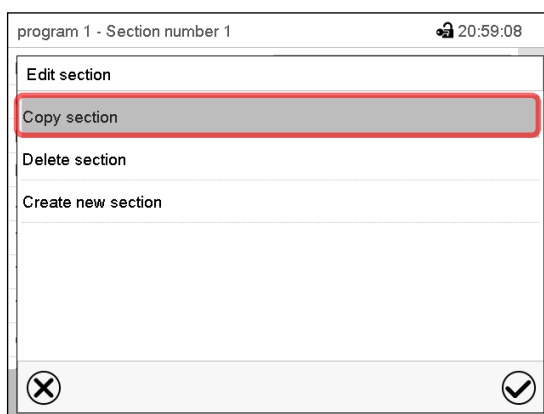 program 1 - Section number 1 20:59:08
Edit section
Copy section
Delete section
Create new section